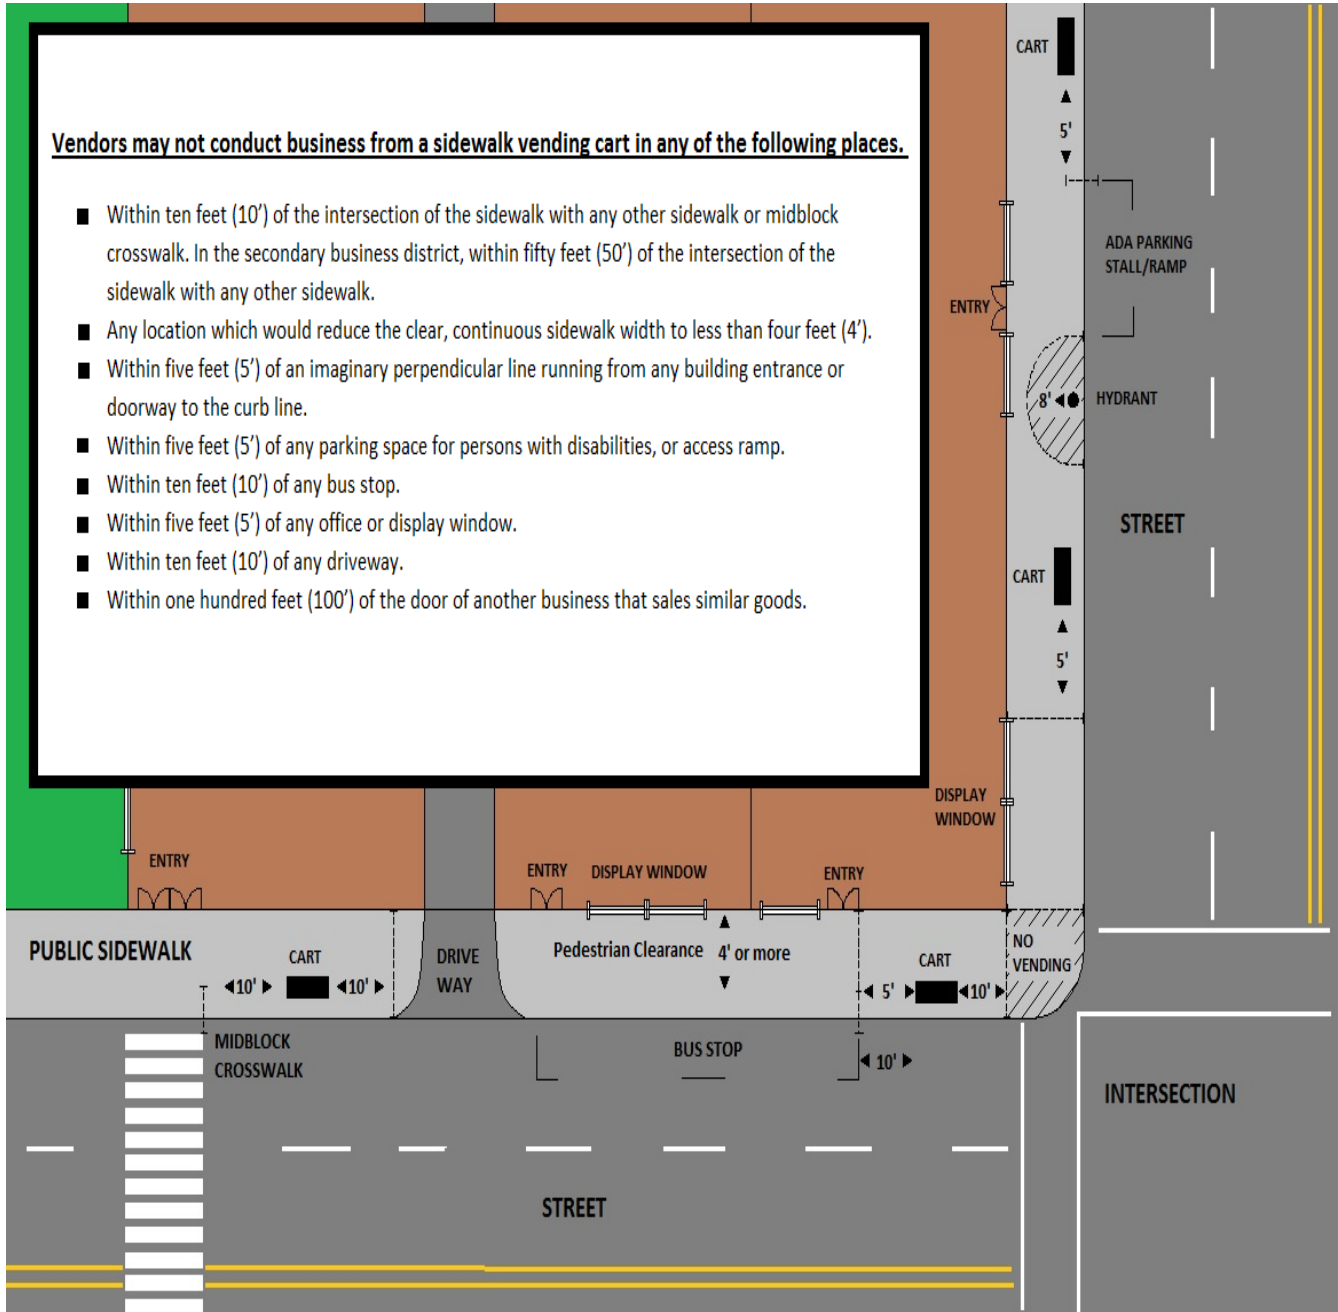 Vendors may not conduct business from a sidewalk vending cart in any of the following places.
■ Within ten feet (10’) of the intersection of the sidewalk with any other sidewalk or midblock
crosswalk. In the secondary business district, within fifty feet (50’) of the intersection of the
sidewalk with any other sidewalk.
■ Any location which would reduce the clear, continuous sidewalk width to less than four feet (4’).
■ Within five feet (5’) of an imaginary perpendicular line running from any building entrance or
doorway to the curb line.
■ Within five feet (5’) of any parking space for persons with disabilities, or access ramp.
■ Within ten feet (10’) of any bus stop.
■ Within five feet (5’) of any office or display window.
■ Within ten feet (10’) of any driveway.
■ Within one hundred feet (100’) of the door of another business that sales similar goods.
CART
5'
ADA PARKING
STALL/RAMP
ENTRY
8'
HYDRANT
STREET
CART
5'
DISPLAY
WINDOW
ENTRY
ENTRY
DISPLAY WINDOW
ENTRY
PUBLIC SIDEWALK
CART
10'
10'
DRIVE
WAY
Pedestrian Clearance
4' or more
CART
5'
10'
NO
VENDING
MIDBLOCK
CROSSWALK
BUS STOP
10'
INTERSECTION
STREET